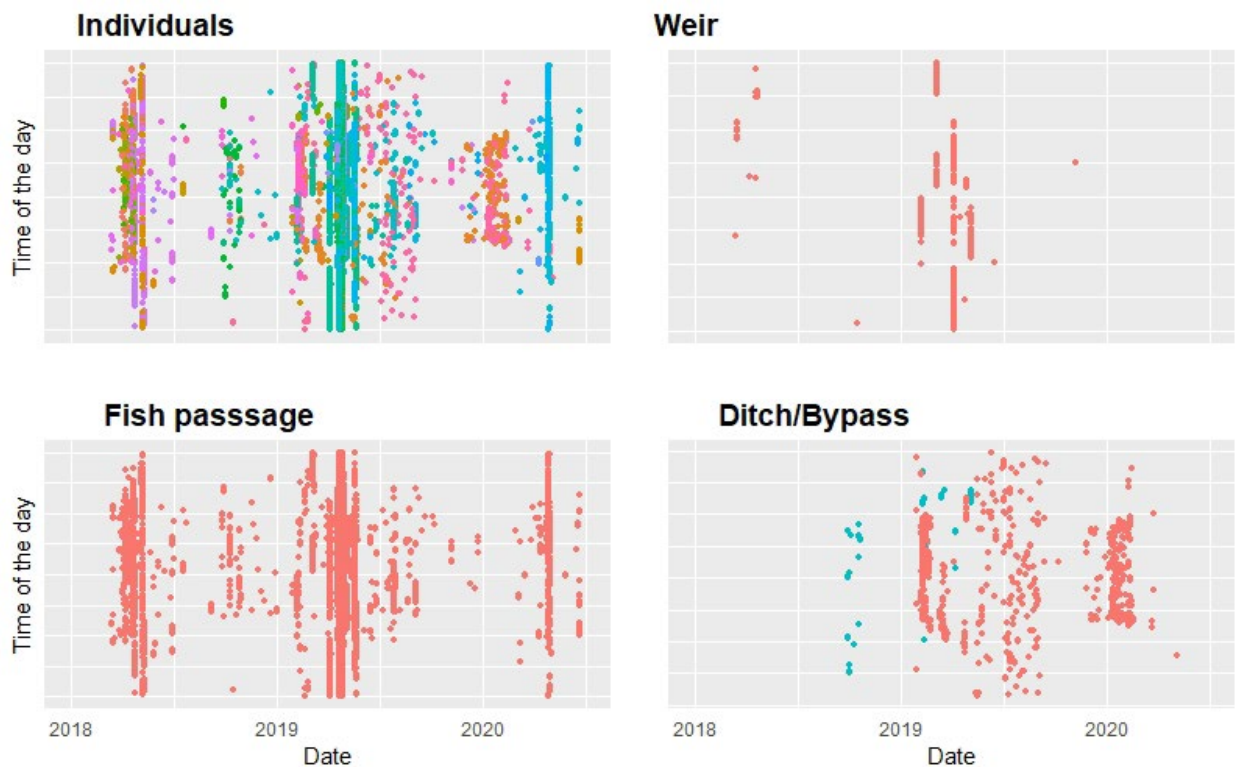 Individuals
Weir
Time of the day
Fish passsage
Ditch/Bypass
Time of the day
2018 2019 2020
Date
2018 2019 2020
Date